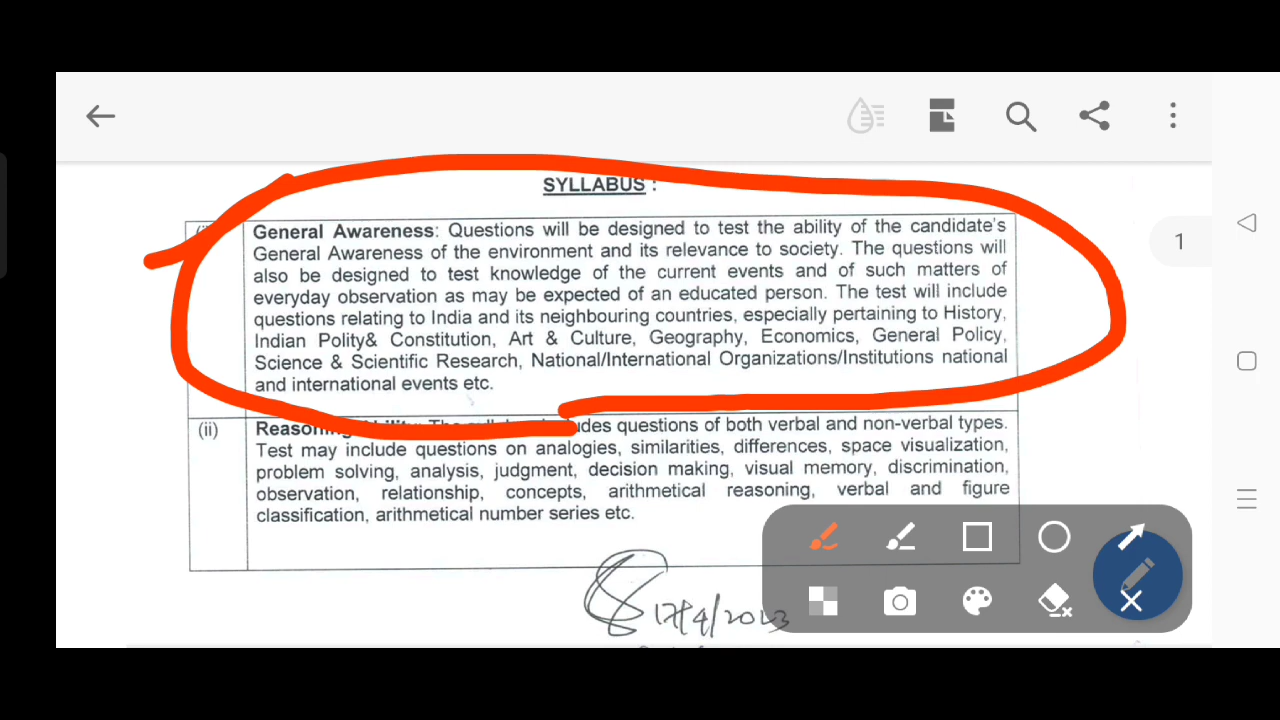 SYLLABUS :
General Awareness: Questions will be designed to test the ability of the candidate's
General Awareness of the environment and its relevance to society. The questions will
also be designed to test knowledge of the current events and of such matters of
everyday observation as may be expected of an educated person. The test will include
questions relating to India and its neighbouring countries, especially pertaining to History,
Indian Polity& Constitution, Art & Culture, Geography, Economics, General Policy,
Science & Scientific Research, National/International Organizations/Institutions national
and international events etc.
1
(ii) questions of both verbal and non-verbal types.
Test may include questions on analogies, similarities, differences, space visualization,
problem solving, analysis, judgment, decision making, visual memory, discrimination,
observation, relationship, concepts, arithmetical reasoning, verbal and figure
classification, arithmetical number series etc.